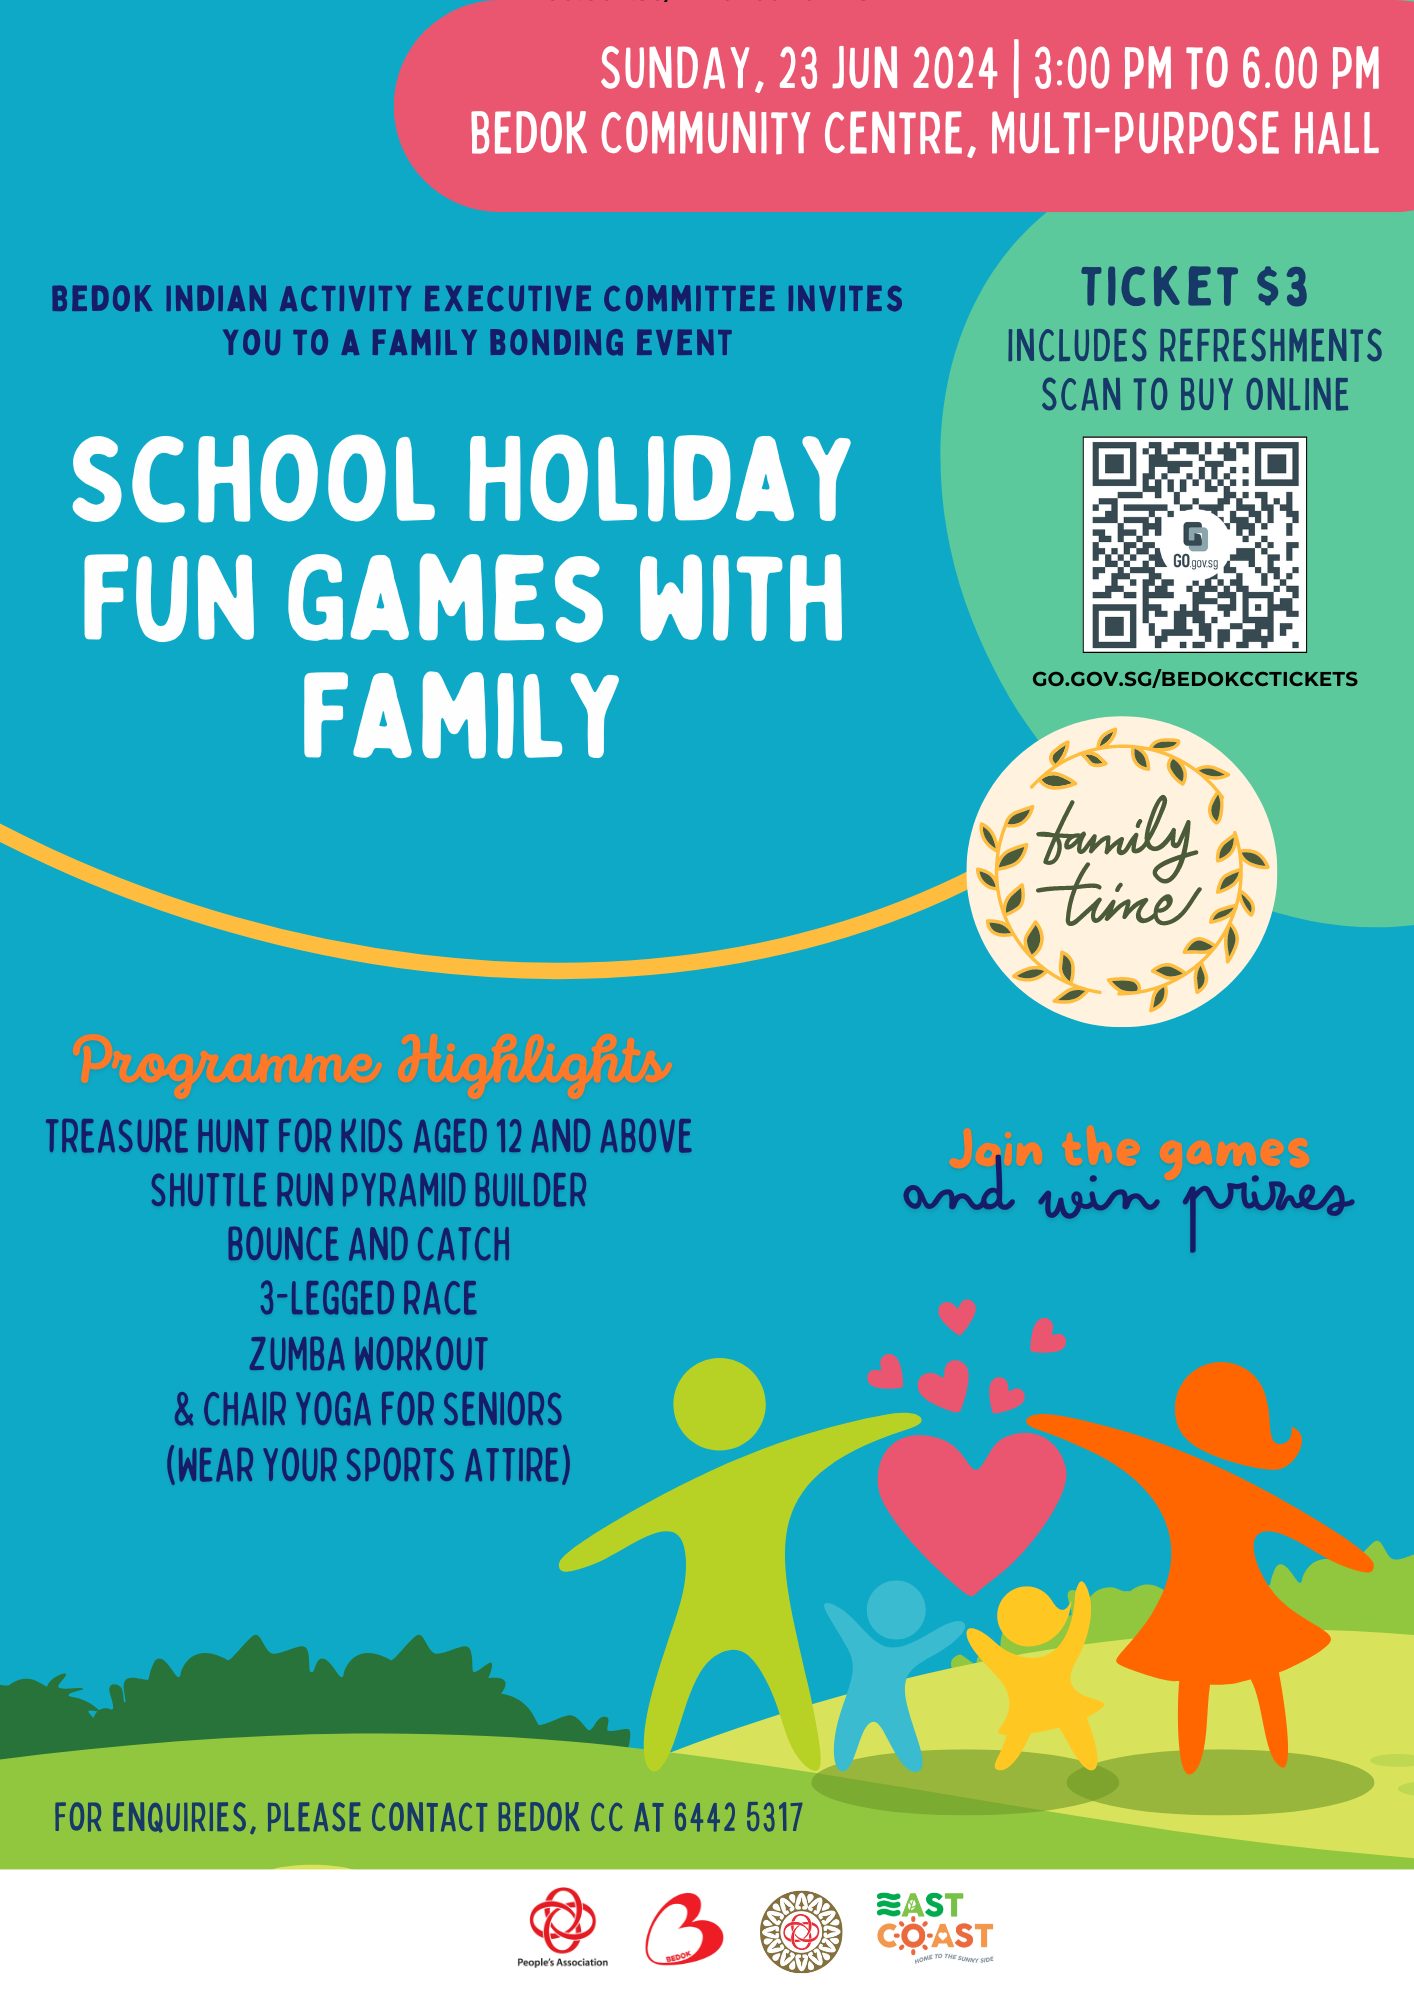 SUNDAY, 23 JUN 2024 | 3:00 PM TO 6.00 PM
BEDOK COMMUNITY CENTRE, MULTI-PURPOSE HALL
BEDOK INDIAN ACTIVITY EXECUTIVE COMMITTEE INVITES
YOU TO A FAMILY BONDING EVENT
SCHOOL HOLIDAY
FUN GAMES WITH
FAMILY
TICKET $3
INCLUDES REFRESHMENTS
SCAN TO BUY ONLINE
GO.gov.sg
GO.GOV.SG/BEDOKCCTICKETS
family
time
Programme Highlights
TREASURE HUNT FOR KIDS AGED 12 AND ABOVE
SHUTTLE RUN PYRAMID BUILDER
BOUNCE AND CATCH
3-LEGGED RACE
ZUMBA WORKOUT
& CHAIR YOGA FOR SENIORS
(WEAR YOUR SPORTS ATTIRE)
Join the games
and win prizes
FOR ENQUIRIES, PLEASE CONTACT BEDOK CC AT 6442 5317
People's Association
BEDOK
EAST
COAST
HOME TO THE SUNNY SIDE